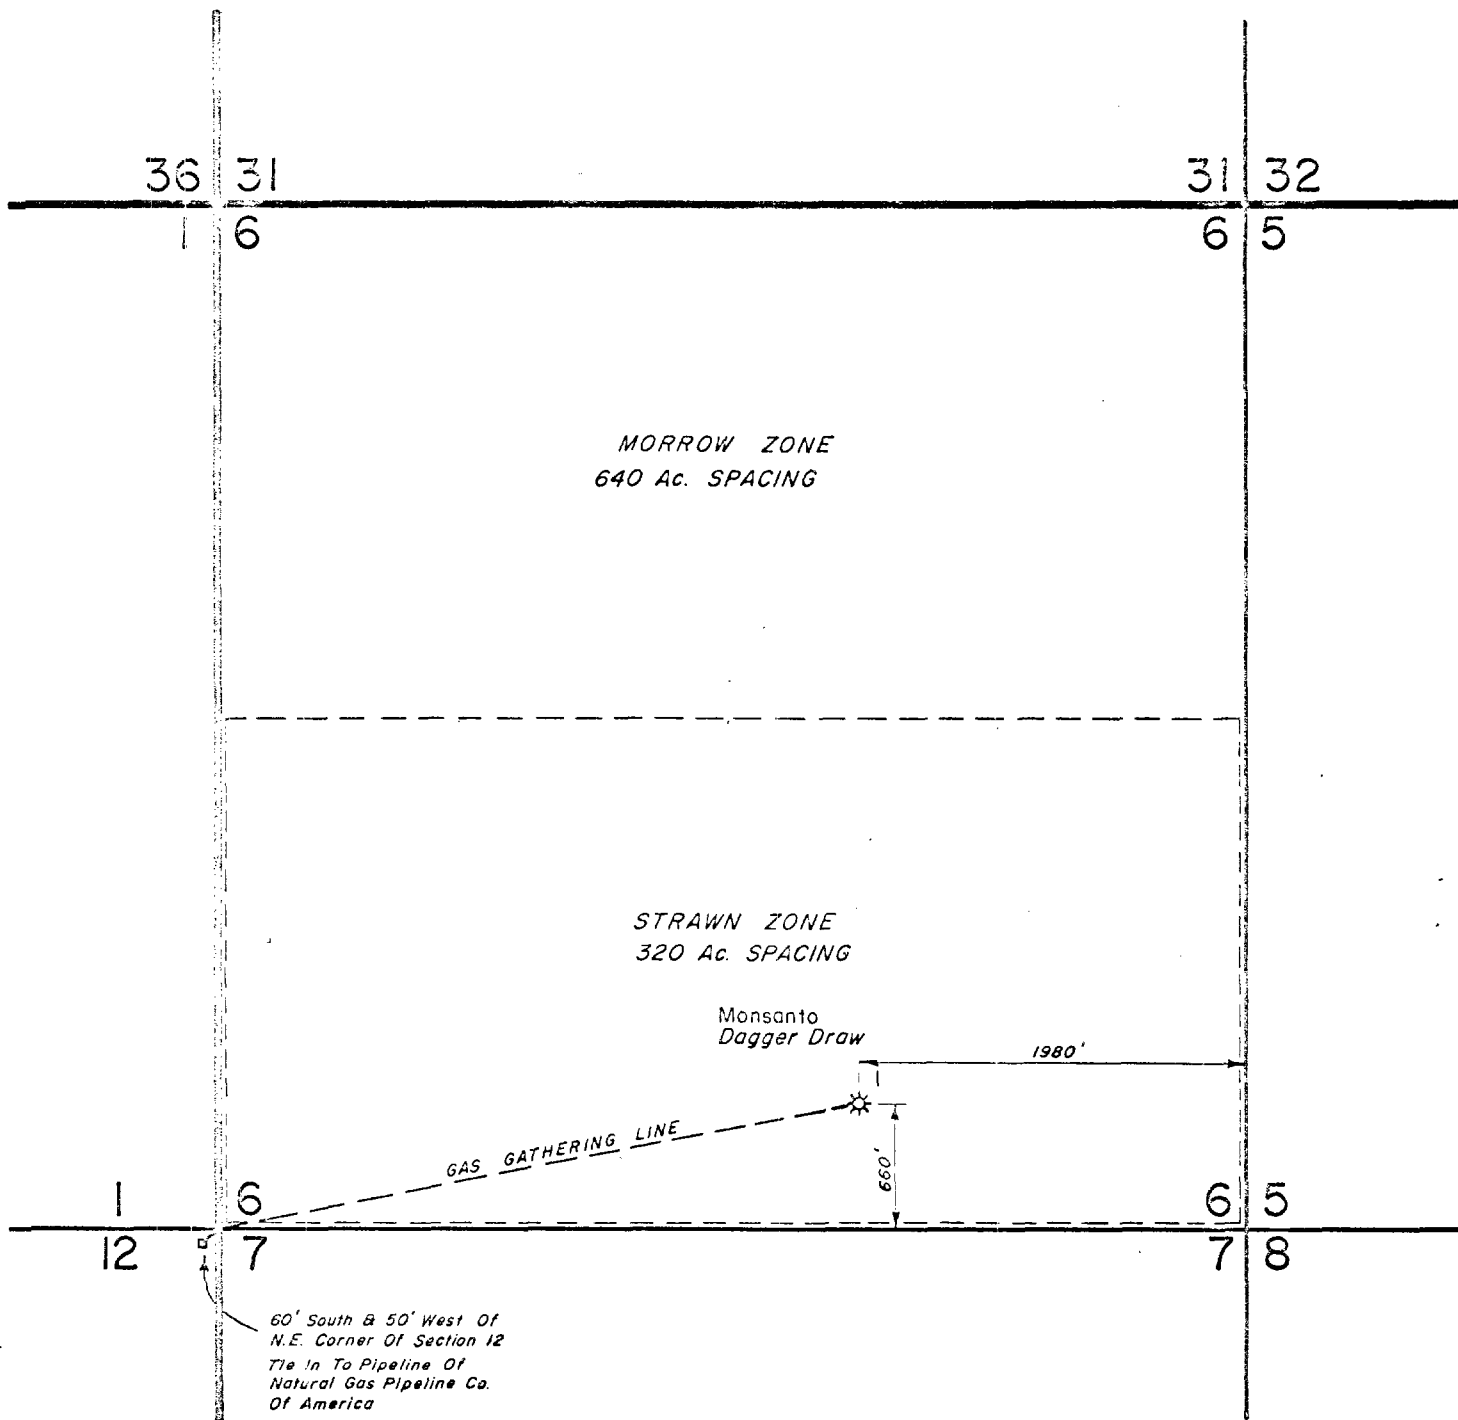 36 31
31 32
1 6
6 5
MORROW ZONE
640 Ac. SPACING
STRAWN ZONE
320 Ac. SPACING
Monsanto
Dagger Draw
1980'
1
GAS GATHERING LINE
660'
1 6
6 5
12 7
7 8
60' South & 50' West Of
N.E. Corner Of Section 12
Tie In To Pipeline Of
Natural Gas Pipeline Co.
Of America